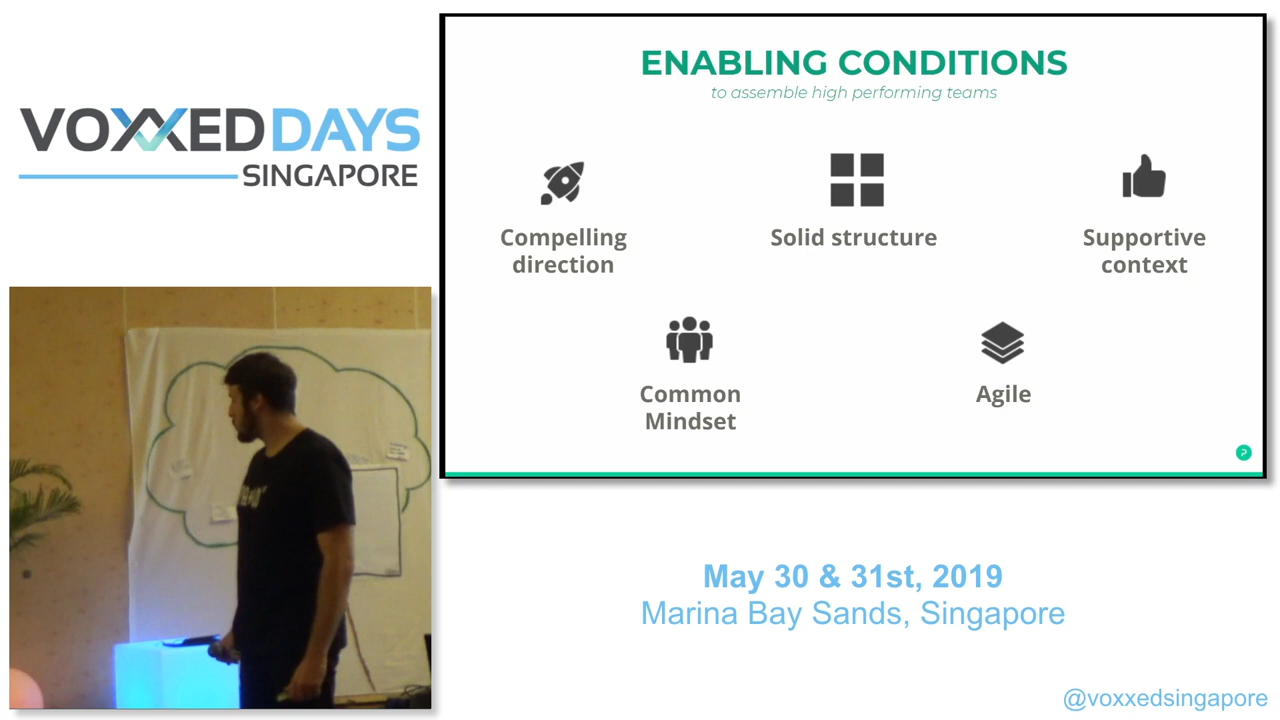 VOXXED DAYS
SINGAPORE
ENABLING CONDITIONS
to assemble high performing teams
Compelling
direction
Solid structure
Supportive
context
Common
Mindset
Agile
May 30 & 31st, 2019
Marina Bay Sands, Singapore
@voxxedsingapore